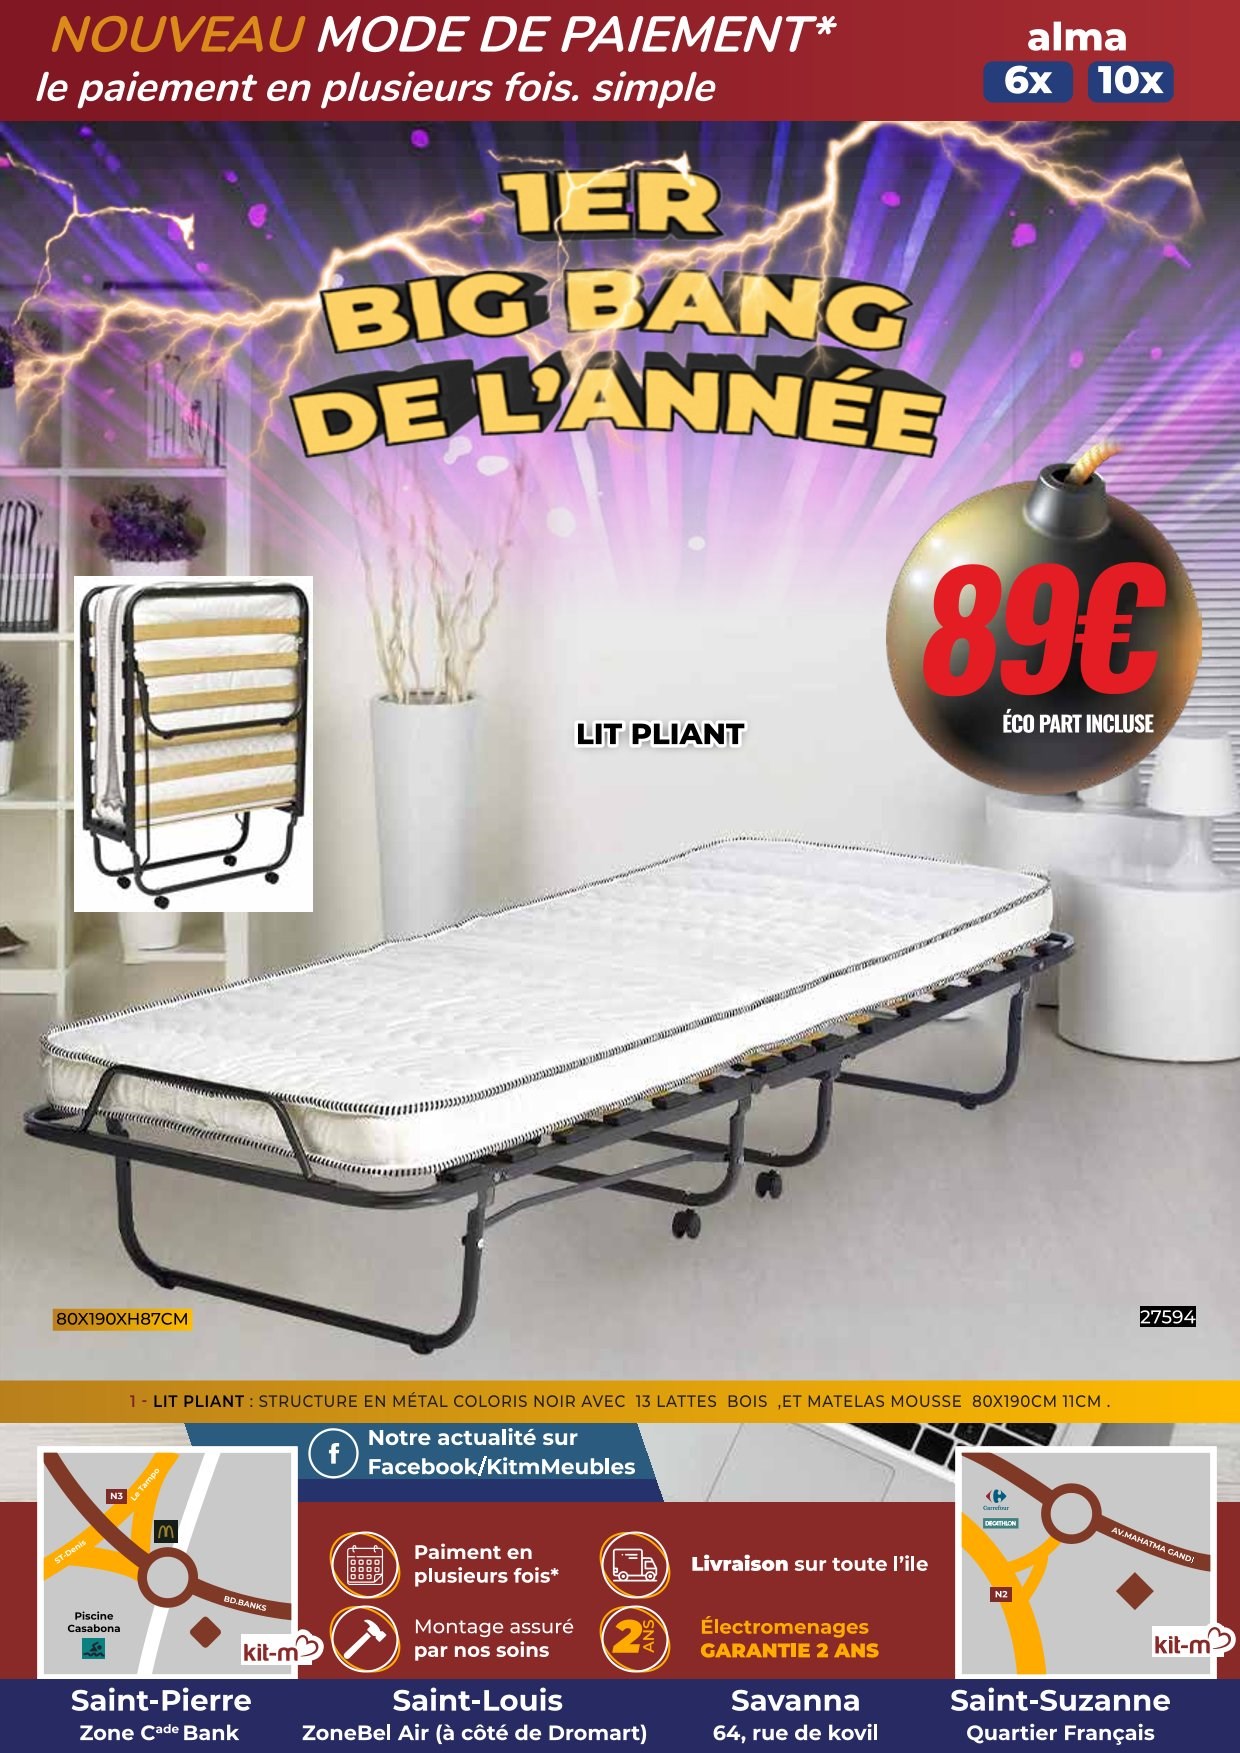 NOUVEAU MODE DE PAIEMENT*
le paiement en plusieurs fois. simple
alma
6x 10x
1ER
BIG BANG
DE L'ANNÉE
89€
ÉCO PART INCLUSE
LIT PLIANT
80X190XH87CM
27594
1 - LIT PLIANT : STRUCTURE EN MÉTAL COLORIS NOIR AVEC 13 LATTES BOIS ,ET MATELAS MOUSSE 80X190CM 11CM .
Notre actualité sur
Facebook/KitmMeubles
N3
Le Tampo
ST-Denis
BD.BANKS
Piscine
Casabona
kit-m
Paiment en
plusieurs fois*
Livraison sur toute l'ile
Montage assuré
par nos soins
2 ANS
Électromenages
GARANTIE 2 ANS
Carrefour
DECATHLON
AV.MAHATMA GANDI
N2
kit-m
Saint-Pierre
Zone Cade Bank
Saint-Louis
ZoneBel Air (à côté de Dromart)
Savanna
64, rue de kovil
Saint-Suzanne
Quartier Français